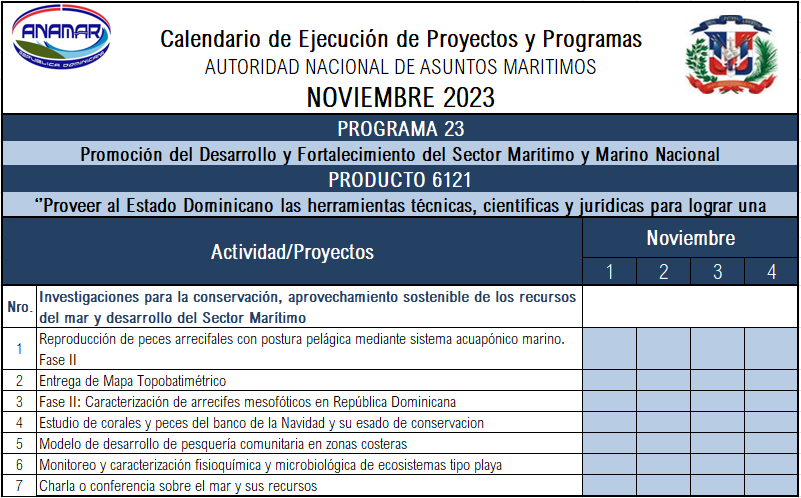 ANAMAR
REPUBLICA DOMINICANA
Calendario de Ejecución de Proyectos y Programas
AUTORIDAD NACIONAL DE ASUNTOS MARITIMOS
NOVIEMBRE 2023
PROGRAMA 23
Promoción del Desarrollo y Fortalecimiento del Sector Marítimo y Marino Nacional
PRODUCTO 6121
“Proveer al Estado Dominicano las herramientas técnicas, científicas y jurídicas para lograr una
Actividad/Proyectos
Noviembre
1 2 3 4
Nro. Investigaciones para la conservación, aprovechamiento sostenible de los recursos
del mar y desarrollo del Sector Marítimo
1 Reproducción de peces arrecifales con postura pelágica mediante sistema acuapónico marino.
Fase II
2 Entrega de Mapa Topobatimétrico
3 Fase II: Caracterización de arrecifes mesofóticos en República Dominicana
4 Estudio de corales y peces del banco de la Navidad y su esado de conservacion
5 Modelo de desarrollo de pesquería comunitaria en zonas costeras
6 Monitoreo y caracterización fisioquímica y microbiológica de ecosistemas tipo playa
7 Charla o conferencia sobre el mar y sus recursos